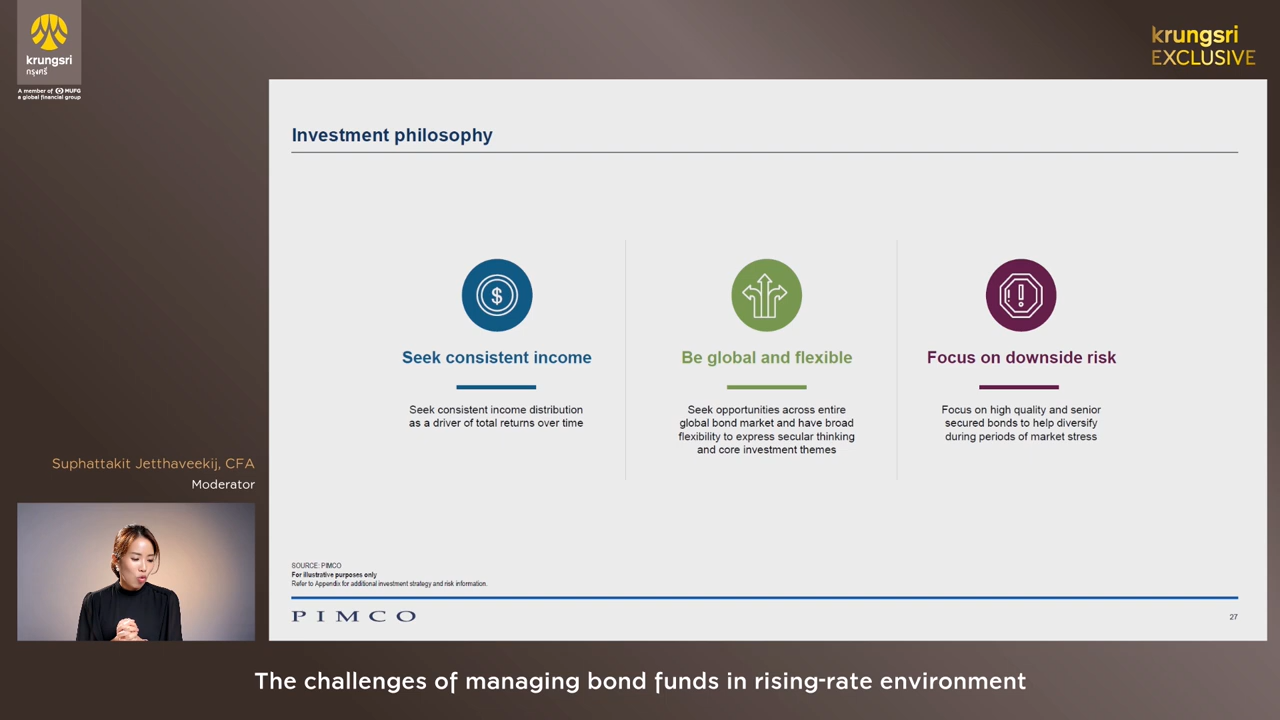 krungsri
กรุงศรี
A member of MUFG
a global financial group
krungsri
EXCLUSIVE
Investment philosophy
Seek consistent income
Seek consistent income distribution
as a driver of total returns over time
Be global and flexible
Seek opportunities across entire
global bond market and have broad
flexibility to express secular thinking
and core investment themes
Focus on downside risk
Focus on high quality and senior
secured bonds to help diversify
during periods of market stress
Suphattakit Jetthaveekij, CFA
Moderator
SOURCE: PIMCO
For illustrative purposes only
Refer to Appendix for additional investment strategy and risk information.
PIMCO
27
The challenges of managing bond funds in rising-rate environment